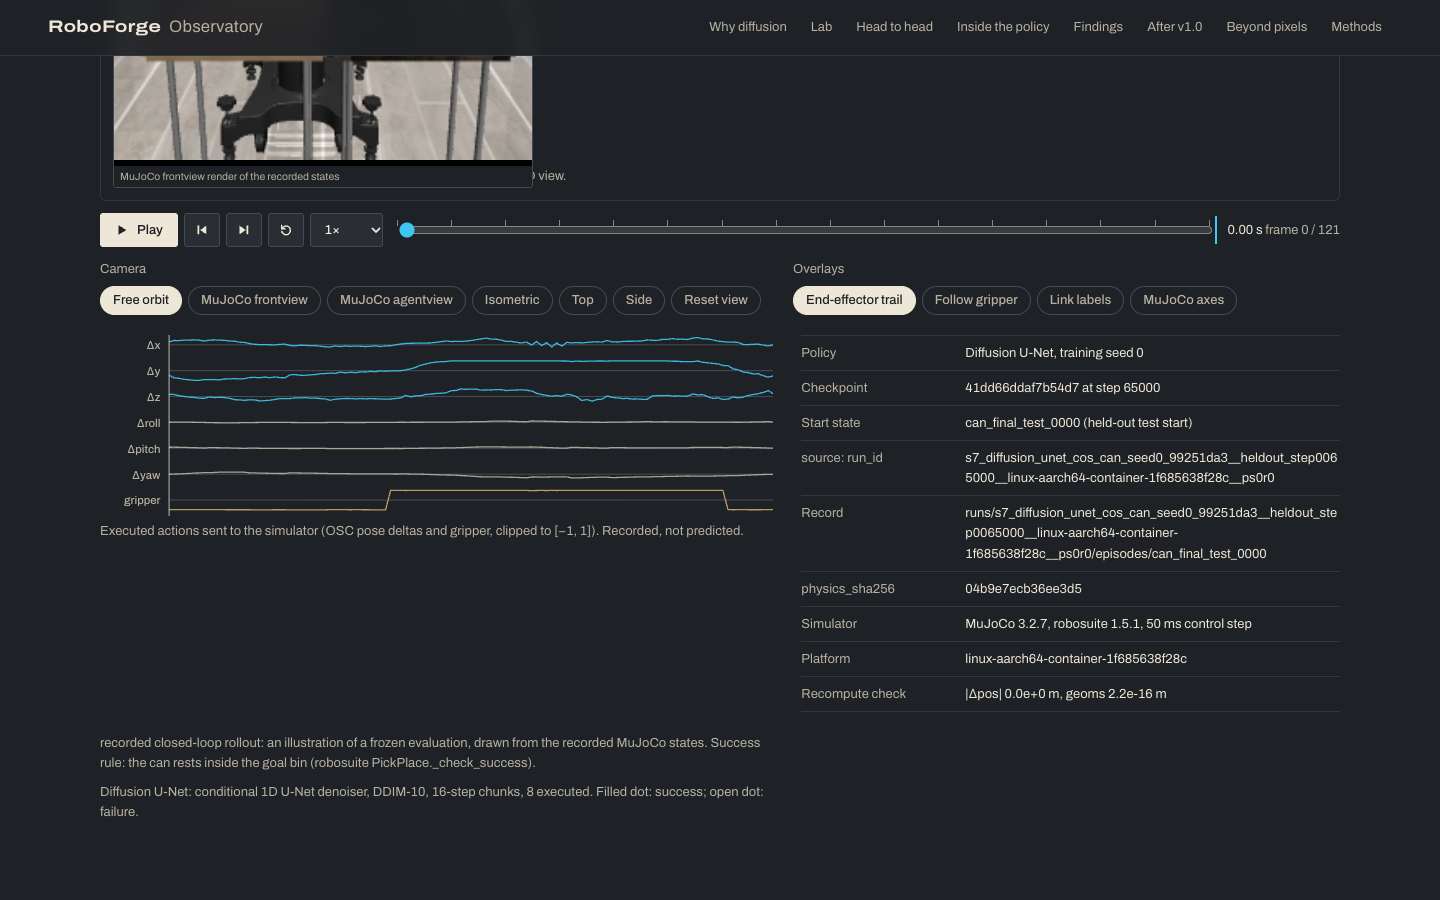 RoboForge Observatory
Why diffusion
Lab
Head to head
Inside the policy
Findings
After v1.0
Beyond pixels
Methods
MuJoCo frontview render of the recorded states
view.
Play
1×
0.00 s frame 0 / 121
Camera
Free orbit
MuJoCo frontview
MuJoCo agentview
Isometric
Top
Side
Reset view
Overlays
End-effector trail
Follow gripper
Link labels
MuJoCo axes
Δx
Δy
Δz
Δroll
Δpitch
Δyaw
gripper
Executed actions sent to the simulator (OSC pose deltas and gripper, clipped to [−1, 1]). Recorded, not predicted.
Policy
Diffusion U-Net, training seed 0
Checkpoint
41dd66ddaf7b54d7 at step 65000
Start state
can_final_test_0000 (held-out test start)
source: run_id
s7_diffusion_unet_cos_can_seed0_99251da3__heldout_step006
5000__linux-aarch64-container-1f685638f28c__ps0r0
Record
runs/s7_diffusion_unet_cos_can_seed0_99251da3__heldout_ste
p0065000__linux-aarch64-container-
1f685638f28c__ps0r0/episodes/can_final_test_0000
physics_sha256
04b9e7ecb36ee3d5
Simulator
MuJoCo 3.2.7, robosuite 1.5.1, 50 ms control step
Platform
linux-aarch64-container-1f685638f28c
Recompute check
|Δpos| 0.0e+0 m, geoms 2.2e-16 m
recorded closed-loop rollout: an illustration of a frozen evaluation, drawn from the recorded MuJoCo states. Success
rule: the can rests inside the goal bin (robosuite PickPlace._check_success).
Diffusion U-Net: conditional 1D U-Net denoiser, DDIM-10, 16-step chunks, 8 executed. Filled dot: success; open dot:
failure.